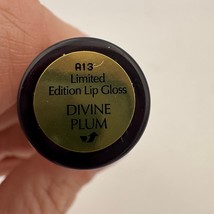 A13
Limited
Edition Lip Gloss
DIVINE
PLUM